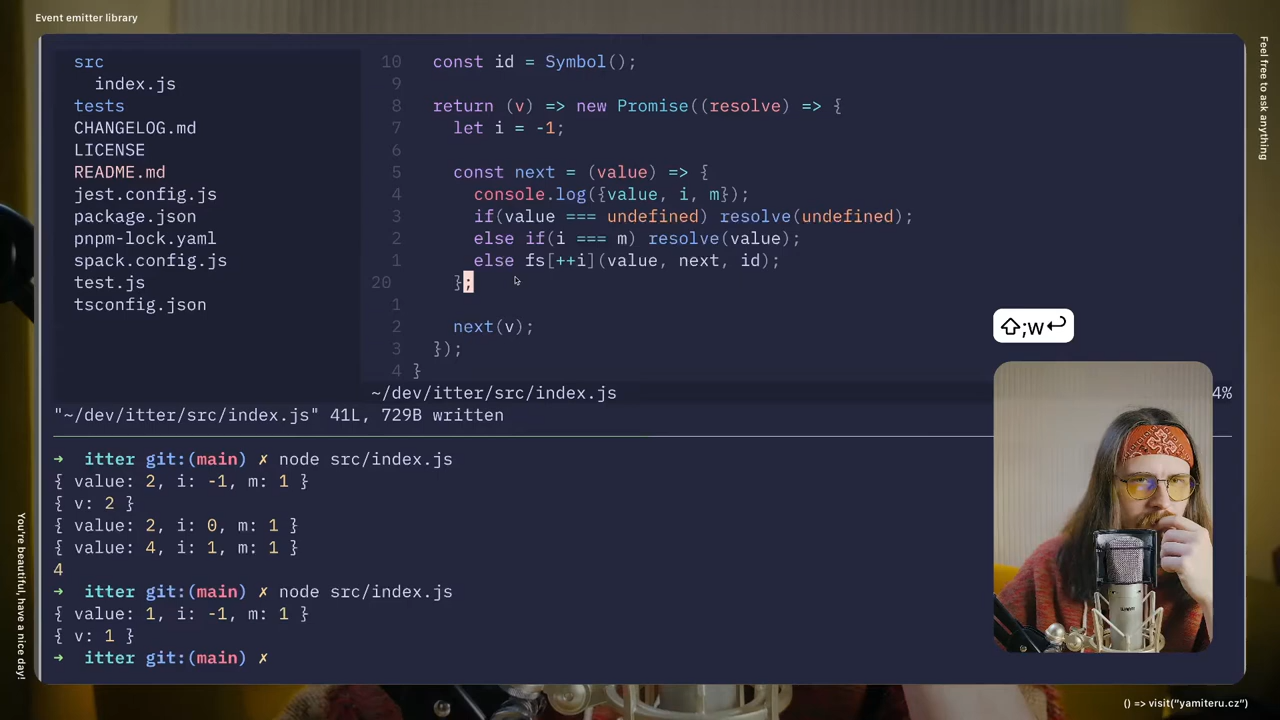 Event emitter library
Feel free to ask anything
src
index.js
tests
CHANGELOG.md
LICENSE
README.md
jest.config.js
package.json
pnpm-lock.yaml
spack.config.js
test.js
tsconfig.json
10 const id = Symbol();
9
8 return (v) => new Promise((resolve) => {
7 let i = -1;
6
5 const next = (value) => {
4 console.log({value, i, m});
3 if(value === undefined) resolve(undefined);
2 else if(i === m) resolve(value);
1 else fs[++i](value, next, id);
20 };
1
2 next(v);
3 });
4 }
~/dev/itter/src/index.js 4%
"~/dev/itter/src/index.js" 41L, 729B written
⇧;w↩
➜ itter git:(main) ✗ node src/index.js
{ value: 2, i: -1, m: 1 }
{ v: 2 }
{ value: 2, i: 0, m: 1 }
{ value: 4, i: 1, m: 1 }
4
➜ itter git:(main) ✗ node src/index.js
{ value: 1, i: -1, m: 1 }
{ v: 1 }
➜ itter git:(main) ✗
You're beautiful, have a nice day!
() => visit("yamiteru.cz")